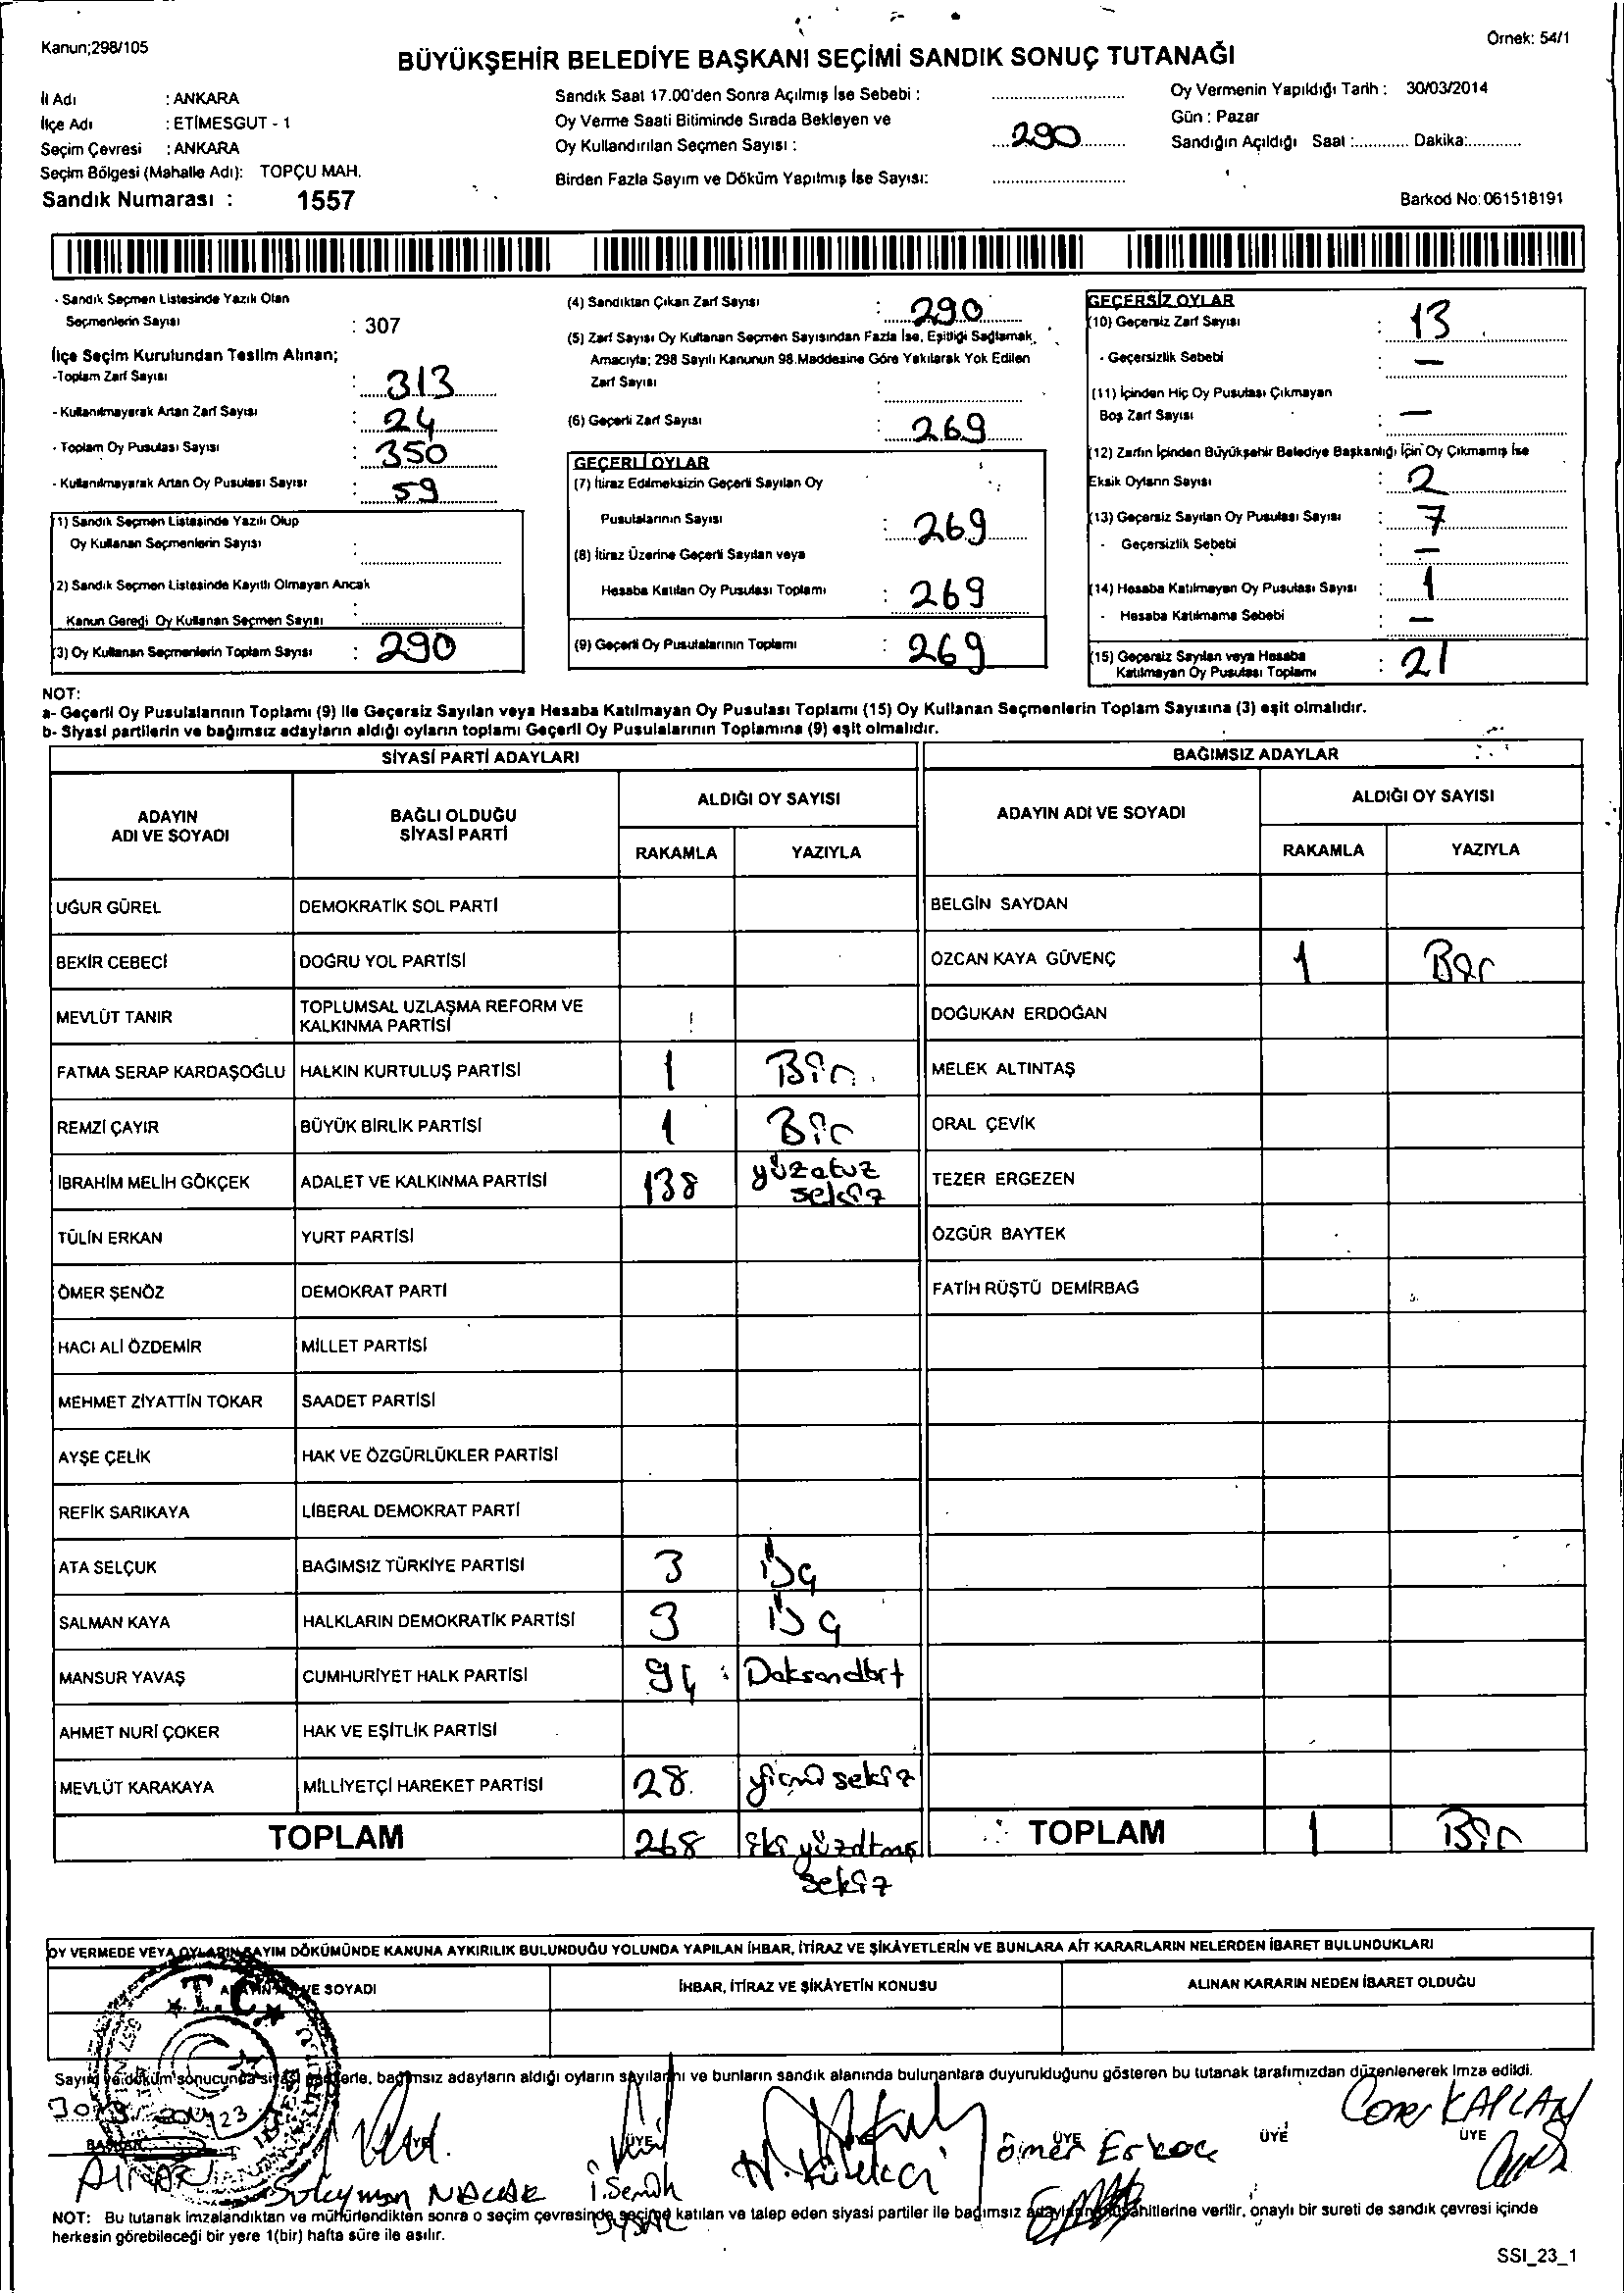 Kanun;298/105
Örnek: 54/1
BÜYÜKŞEHİR BELEDİYE BAŞKANI SEÇİMİ SANDIK SONUÇ TUTANAĞI
İl Adı : ANKARA
İlçe Adı : ETİMESGUT - 1
Seçim Çevresi : ANKARA
Seçim Bölgesi (Mahalle Adı): TOPÇU MAH.
Sandık Numarası : 1557
Sandık Saat 17.00'den Sonra Açılmış İse Sebebi :
Oy Verme Saati Bitiminde Sırada Bekleyen ve
Oy Kullandırılan Seçmen Sayısı : 290
Birden Fazla Sayım ve Döküm Yapılmış İse Sayısı:
Oy Vermenin Yapıldığı Tarih : 30/03/2014
Gün : Pazar
Sandığın Açıldığı Saat :............ Dakika:............
Barkod No:061518191
- Sandık Seçmen Listesinde Yazılı Olan
Seçmenlerin Sayısı : 307
İlçe Seçim Kurulundan Teslim Alınan;
-Toplam Zarf Sayısı : 313
- Kullanılmayarak Artan Zarf Sayısı : 24
- Toplam Oy Pusulası Sayısı : 350
- Kullanılmayarak Artan Oy Pusulası Sayısı : 59
(1) Sandık Seçmen Listesinde Yazılı Olup
Oy Kullanan Seçmenlerin Sayısı :
(2) Sandık Seçmen Listesinde Kayıtlı Olmayan Ancak
Kanun Gereği Oy Kullanan Seçmen Sayısı :
(3) Oy Kullanan Seçmenlerin Toplam Sayısı : 290
(4) Sandıktan Çıkan Zarf Sayısı : 290
(5) Zarf Sayısı Oy Kullanan Seçmen Sayısından Fazla İse, Eşitliği Sağlamak
Amacıyla; 298 Sayılı Kanunun 98.Maddesine Göre Yakılarak Yok Edilen
Zarf Sayısı :
(6) Geçerli Zarf Sayısı : 269
GEÇERLİ OYLAR
(7) İtiraz Edilmeksizin Geçerli Sayılan Oy
Pusulalarının Sayısı : 269
(8) İtiraz Üzerine Geçerli Sayılan veya
Hesaba Katılan Oy Pusulası Toplamı : 269
(9) Geçerli Oy Pusulalarının Toplamı : 269
GEÇERSİZ OYLAR
(10) Geçersiz Zarf Sayısı : 13
- Geçersizlik Sebebi : —
(11) İçinden Hiç Oy Pusulası Çıkmayan
Boş Zarf Sayısı : —
(12) Zarfın İçinden Büyükşehir Belediye Başkanlığı İçin Oy Çıkmamış İse
Eksik Oyların Sayısı : 2
(13) Geçersiz Sayılan Oy Pusulası Sayısı : 7
- Geçersizlik Sebebi : —
(14) Hesaba Katılmayan Oy Pusulası Sayısı : 1
- Hesaba Katılmama Sebebi : —
(15) Geçersiz Sayılan veya Hesaba
Katılmayan Oy Pusulası Toplamı : 21
NOT:
a- Geçerli Oy Pusulalarının Toplamı (9) ile Geçersiz Sayılan veya Hesaba Katılmayan Oy Pusulası Toplamı (15) Oy Kullanan Seçmenlerin Toplam Sayısına (3) eşit olmalıdır.
b- Siyasi partilerin ve bağımsız adayların aldığı oyların toplamı Geçerli Oy Pusulalarının Toplamına (9) eşit olmalıdır.
SİYASİ PARTİ ADAYLARI
BAĞIMSIZ ADAYLAR
ADAYIN
ADI VE SOYADI
BAĞLI OLDUĞU
SİYASİ PARTİ
ALDIĞI OY SAYISI
RAKAMLA YAZIYLA
ADAYIN ADI VE SOYADI
ALDIĞI OY SAYISI
RAKAMLA YAZIYLA
UĞUR GÜREL DEMOKRATİK SOL PARTİ
BELGİN SAYDAN
BEKİR CEBECİ DOĞRU YOL PARTİSİ
ÖZCAN KAYA GÜVENÇ 1 Bir
MEVLÜT TANIR TOPLUMSAL UZLAŞMA REFORM VE
KALKINMA PARTİSİ
DOĞUKAN ERDOĞAN
FATMA SERAP KARDAŞOĞLU HALKIN KURTULUŞ PARTİSİ 1 Bir
MELEK ALTINTAŞ
REMZİ ÇAYIR BÜYÜK BİRLİK PARTİSİ 1 Bir
ORAL ÇEVİK
İBRAHİM MELİH GÖKÇEK ADALET VE KALKINMA PARTİSİ 138 yüzotuz
sekiz
TEZER ERGEZEN
TÜLİN ERKAN YURT PARTİSİ
ÖZGÜR BAYTEK
ÖMER ŞENÖZ DEMOKRAT PARTİ
FATİH RÜŞTÜ DEMİRBAĞ
HACI ALİ ÖZDEMİR MİLLET PARTİSİ
MEHMET ZİYATTİN TOKAR SAADET PARTİSİ
AYŞE ÇELİK HAK VE ÖZGÜRLÜKLER PARTİSİ
REFİK SARIKAYA LİBERAL DEMOKRAT PARTİ
ATA SELÇUK BAĞIMSIZ TÜRKİYE PARTİSİ 3 üç
SALMAN KAYA HALKLARIN DEMOKRATİK PARTİSİ 3 üç
MANSUR YAVAŞ CUMHURİYET HALK PARTİSİ 94 Doksandört
AHMET NURİ ÇOKER HAK VE EŞİTLİK PARTİSİ
MEVLÜT KARAKAYA MİLLİYETÇİ HAREKET PARTİSİ 28 yirmi sekiz
TOPLAM 268 iki yüzaltmış
sekiz
TOPLAM 1 Bir
OY VERMEDE VEYA OYLARIN SAYIM DÖKÜMÜNDE KANUNA AYKIRILIK BULUNDUĞU YOLUNDA YAPILAN İHBAR, İTİRAZ VE ŞİKÂYETLERİN VE BUNLARA AİT KARARLARIN NELERDEN İBARET BULUNDUKLARI
VE SOYADI
İHBAR, İTİRAZ VE ŞİKÂYETİN KONUSU
ALINAN KARARIN NEDEN İBARET OLDUĞU
T.C.
Sayım ve döküm sonucunda siyasi partilerle, bağımsız adayların aldığı oyların sayılarını ve bunların sandık alanında bulunanlara duyurulduğunu gösteren bu tutanak tarafımızdan düzenlenerek imza edildi.
BAŞKAN
ÜYE ÜYE ÜYE ÜYE
Süleyman
i.Semih
UYSAL
N. Külekci
Ömer Erkoç
Caner KAPLAN
NOT: Bu tutanak imzalandıktan ve mühürlendikten sonra o seçim çevresinde seçime katılan ve talep eden siyasi partiler ile bağımsız adayların müşahitlerine verilir, onaylı bir sureti de sandık çevresi içinde
herkesin görebileceği bir yere 1(bir) hafta süre ile asılır.
SSI_23_1